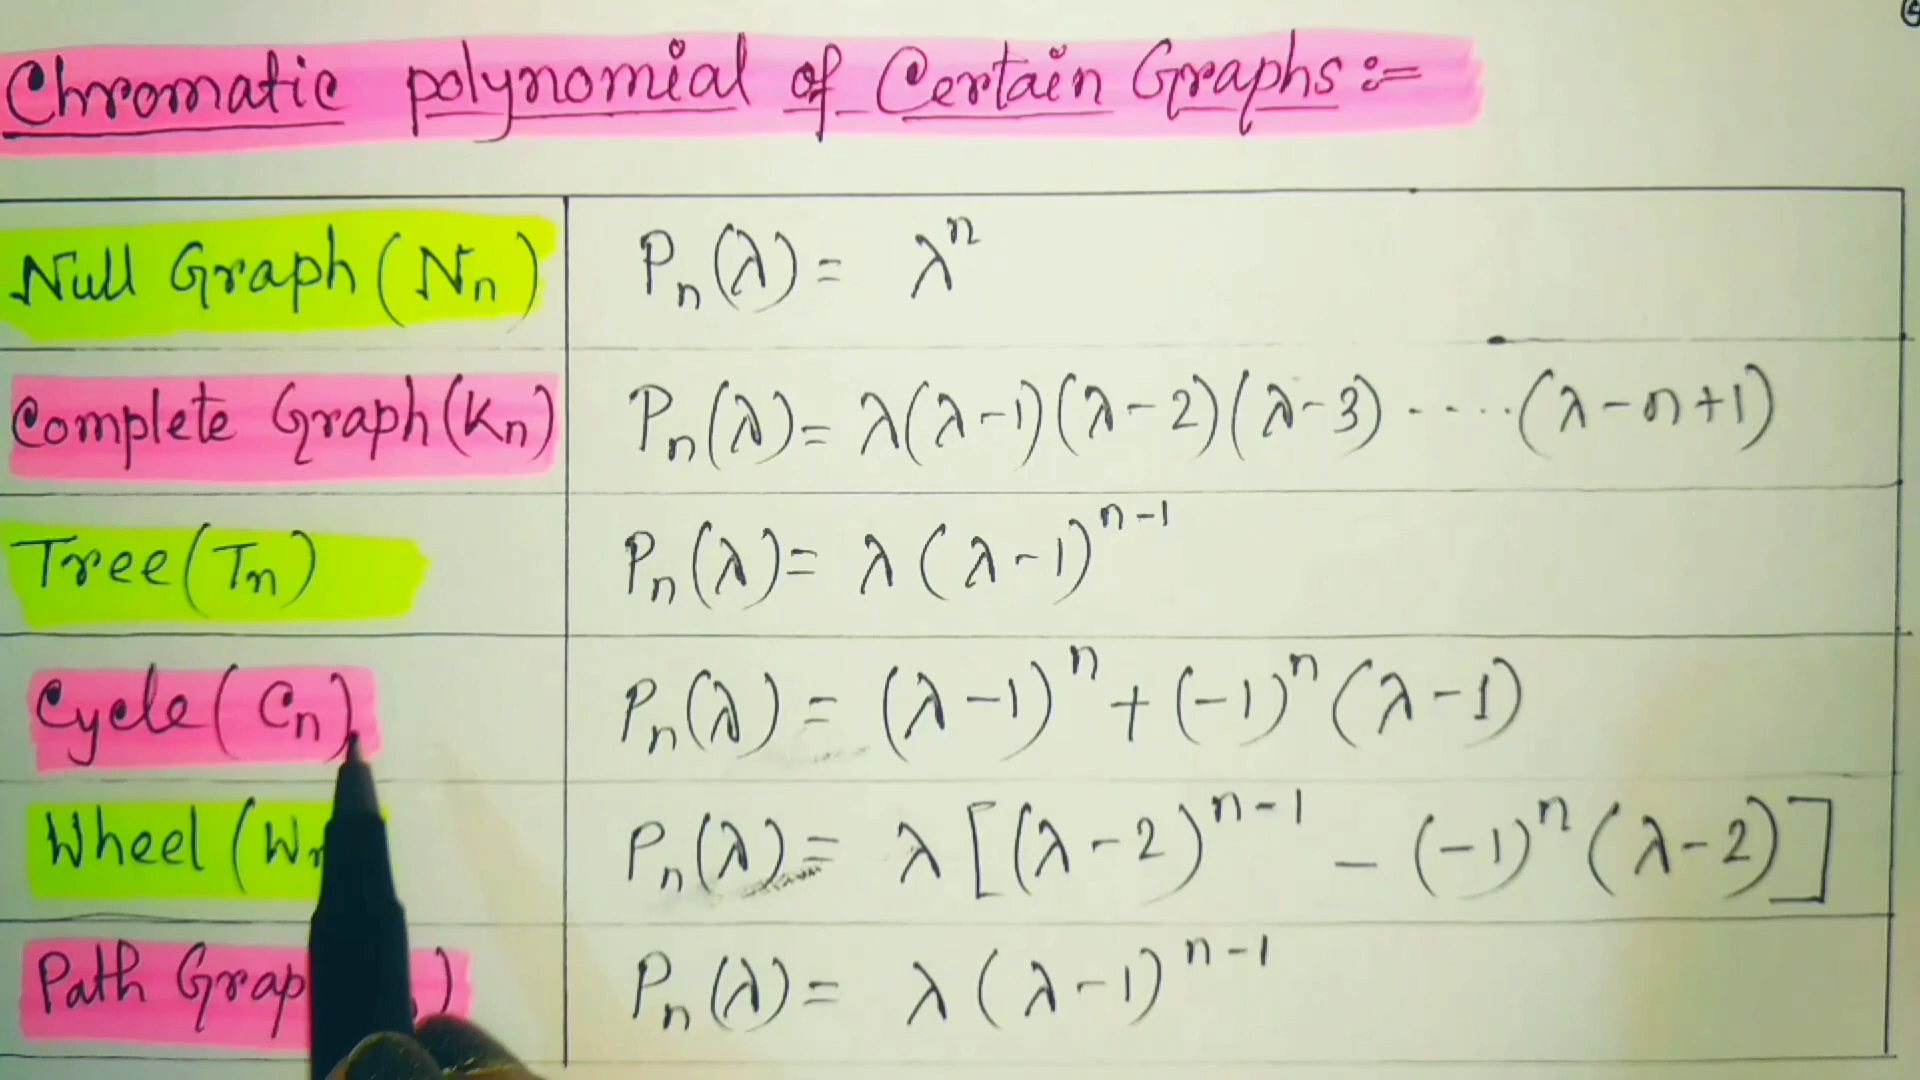 Chromatic polynomial of Certain Graphs :-
Null Graph (Nn) Pn(λ) = λ^n
Complete Graph (Kn) Pn(λ) = λ(λ-1)(λ-2)(λ-3) ----- (λ-n+1)
Tree (Tn) Pn(λ) = λ(λ-1)^n-1
Cycle (Cn) Pn(λ) = (λ-1)^n + (-1)^n (λ-1)
Wheel (W Pn(λ) = λ[(λ-2)^n-1 - (-1)^n (λ-2)]
Path ) Pn(λ) = λ(λ-1)^n-1